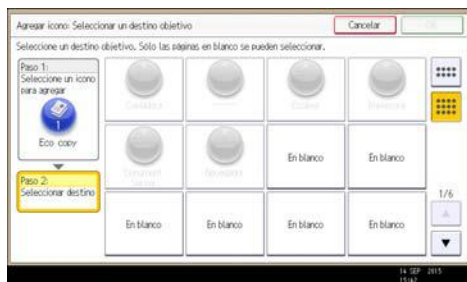 Agregar icono: Seleccionar un destino objetivo
Cancelar
Seleccione un destino objetivo. Sólo las páginas en blanco se pueden seleccionar.
Paso 1:
Seleccione un icono
para agregar
1
Eco copy
Paso 2:
Seleccionar destino
En blanco
En blanco
En blanco
En blanco
En blanco
En blanco
1/6
14 SEP 2015
15:42